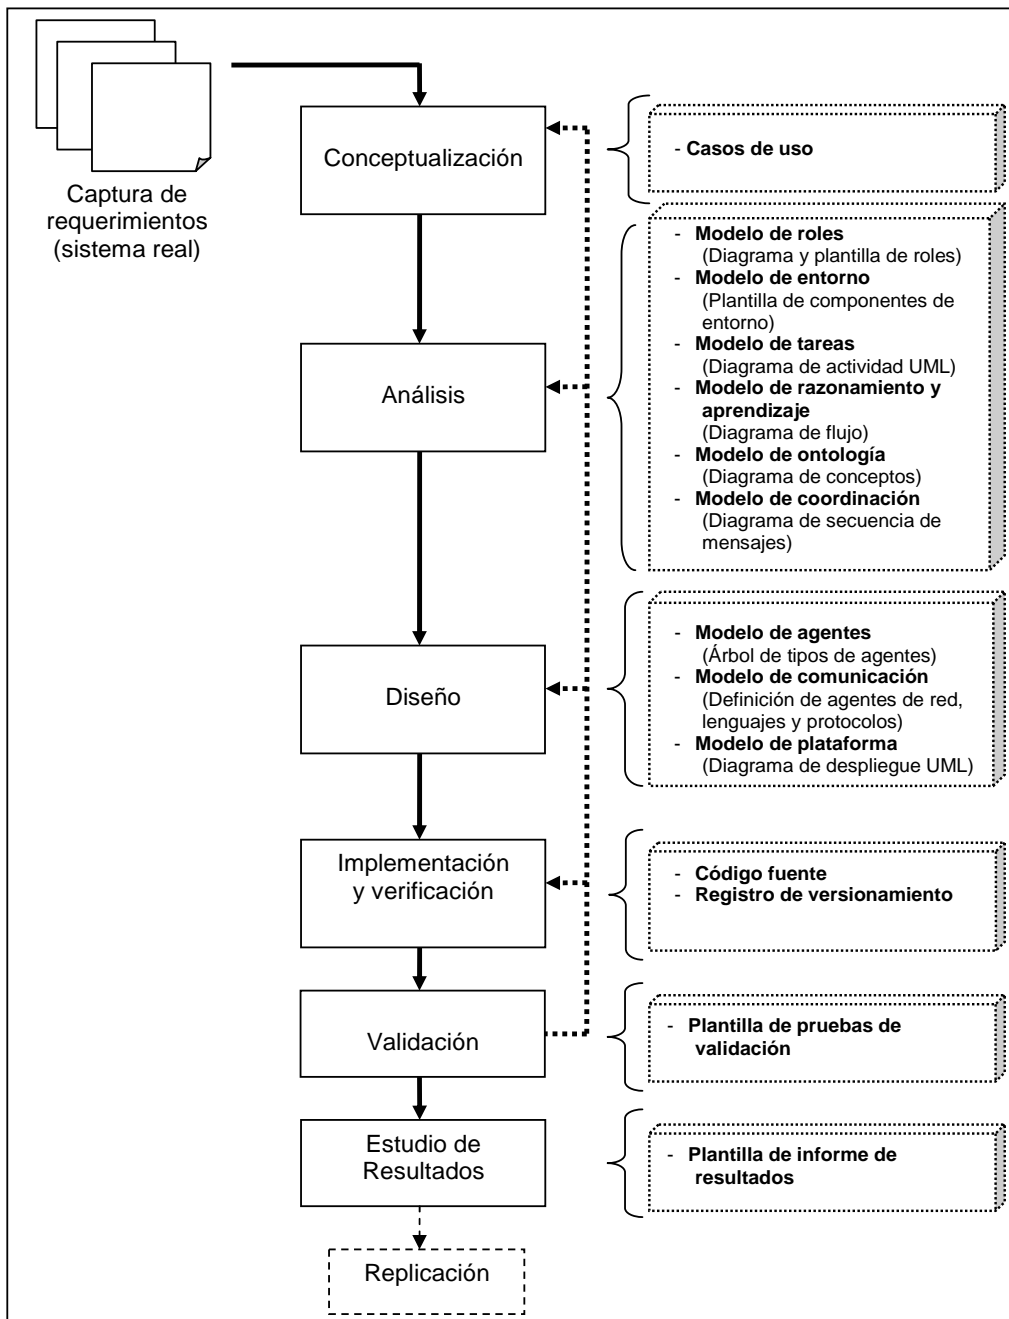 Captura de
requerimientos
(sistema real)
Conceptualización
- Casos de uso
Análisis
- Modelo de roles
(Diagrama y plantilla de roles)
- Modelo de entorno
(Plantilla de componentes de
entorno)
- Modelo de tareas
(Diagrama de actividad UML)
- Modelo de razonamiento y
aprendizaje
(Diagrama de flujo)
- Modelo de ontología
(Diagrama de conceptos)
- Modelo de coordinación
(Diagrama de secuencia de
mensajes)
Diseño
- Modelo de agentes
(Árbol de tipos de agentes)
- Modelo de comunicación
(Definición de agentes de red,
lenguajes y protocolos)
- Modelo de plataforma
(Diagrama de despliegue UML)
Implementación
y verificación
- Código fuente
- Registro de versionamiento
Validación
- Plantilla de pruebas de
validación
Estudio de
Resultados
- Plantilla de informe de
resultados
Replicación